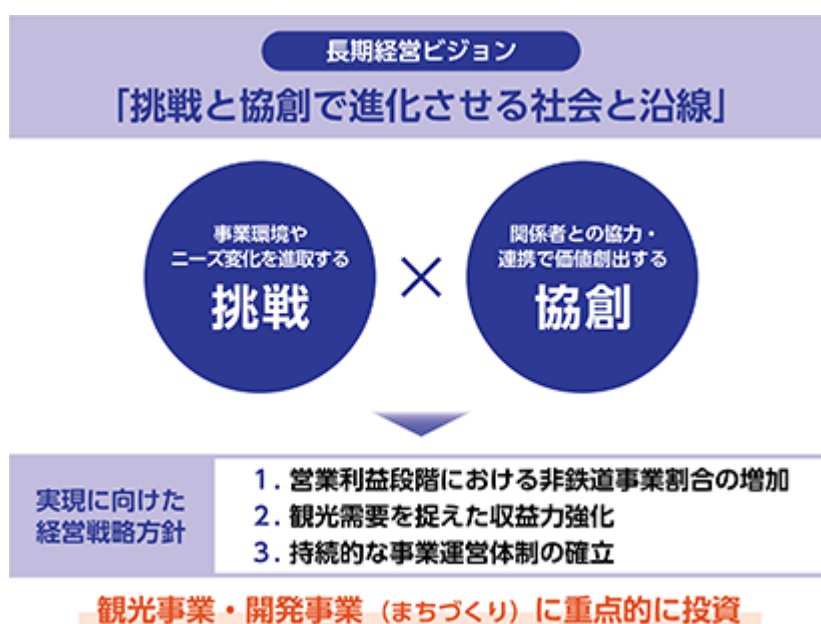 長期経営ビジョン
「挑戦と協創で進化させる社会と沿線」
事業環境や
ニーズ変化を進取する
挑戦
×
関係者との協力・
連携で価値創出する
協創
実現に向けた
経営戦略方針
1. 営業利益段階における非鉄道事業割合の増加
2. 観光需要を捉えた収益力強化
3. 持続的な事業運営体制の確立
観光事業・開発事業（まちづくり）に重点的に投資